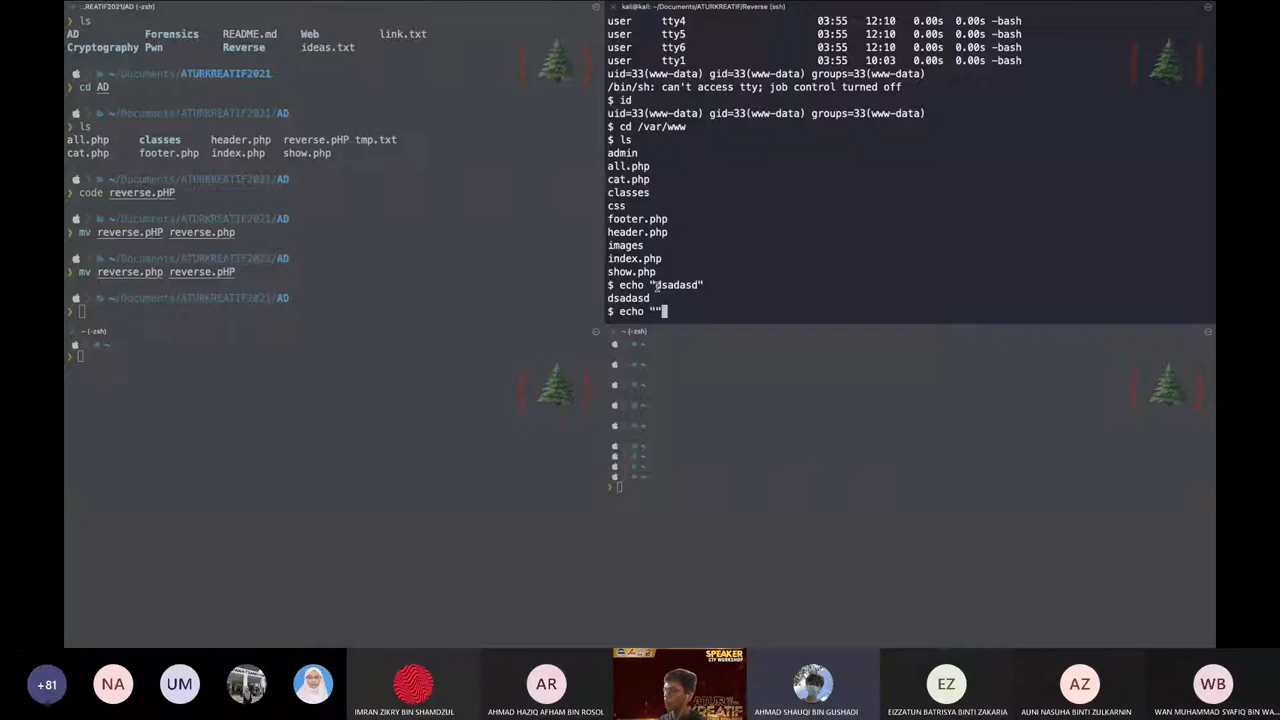 ...REATIF2021/AD (-zsh)
❯ ls
AD Forensics README.md Web link.txt
Cryptography Pwn Reverse ideas.txt
~/Documents/ATURKREATIF2021
❯ cd AD
~/Documents/ATURKREATIF2021/AD
❯ ls
all.php classes header.php reverse.pHP tmp.txt
cat.php footer.php index.php show.php
~/Documents/ATURKREATIF2021/AD
❯ code reverse.pHP
~/Documents/ATURKREATIF2021/AD
❯ mv reverse.pHP reverse.php
~/Documents/ATURKREATIF2021/AD
❯ mv reverse.php reverse.pHP
~/Documents/ATURKREATIF2021/AD
❯
kali@kali: ~/Documents/ATURKREATIF/Reverse (ssh)
user tty4 03:55 12:10 0.00s 0.00s -bash
user tty5 03:55 12:10 0.00s 0.00s -bash
user tty6 03:55 12:10 0.00s 0.00s -bash
user tty1 03:55 10:03 0.00s 0.00s -bash
uid=33(www-data) gid=33(www-data) groups=33(www-data)
/bin/sh: can't access tty; job control turned off
$ id
uid=33(www-data) gid=33(www-data) groups=33(www-data)
$ cd /var/www
$ ls
admin
all.php
cat.php
classes
css
footer.php
header.php
images
index.php
show.php
$ echo "dsadasd"
dsadasd
$ echo ""
~ (-zsh)
~
❯
~ (-zsh)
~
~
~
~
~
~
~
~
~
❯
+81
NA
UM
IMRAN ZIKRY BIN SHAMDZUL
AR
AHMAD HAZIQ AFHAM BIN ROSOL
SPEAKER
CTF WORKSHOP
AHMAD SHAUQI BIN GUSHADI
EZ
EIZZATUN BATRISYA BINTI ZAKARIA
AZ
AUNI NASUHA BINTI ZULKARNIN
WB
WAN MUHAMMAD SYAFIQ BIN WA...